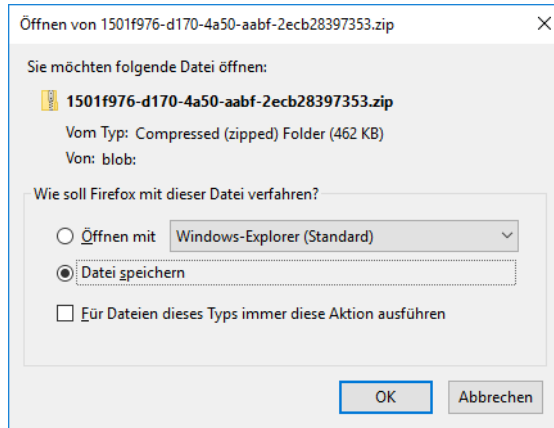 Öffnen von 1501f976-d170-4a50-aabf-2ecb28397353.zip
Sie möchten folgende Datei öffnen:
1501f976-d170-4a50-aabf-2ecb28397353.zip
Vom Typ: Compressed (zipped) Folder (462 KB)
Von: blob:
Wie soll Firefox mit dieser Datei verfahren?
Öffnen mit Windows-Explorer (Standard)
Datei speichern
Für Dateien dieses Typs immer diese Aktion ausführen
OK Abbrechen